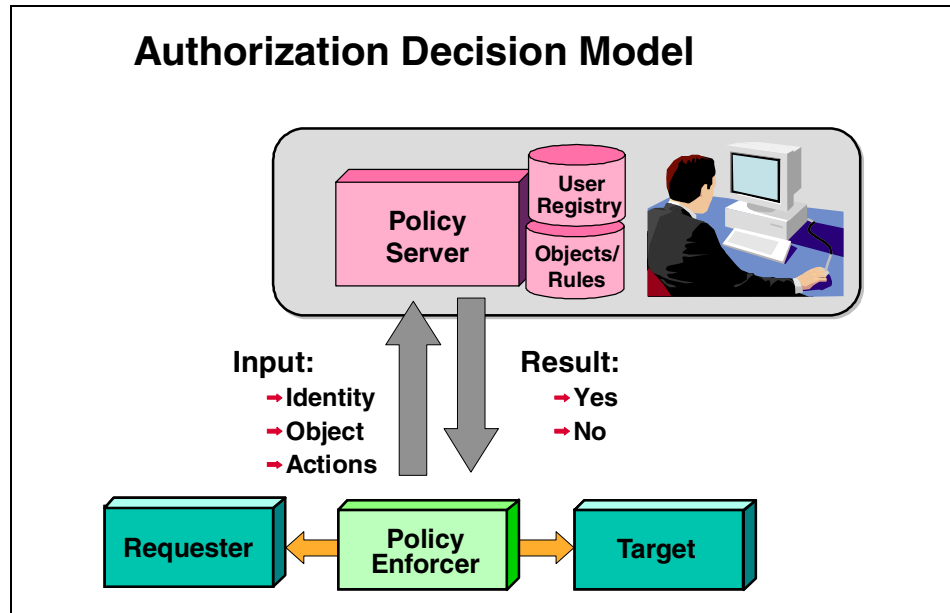 Authorization Decision Model
User
Registry
Policy
Server
Objects/
Rules
Input:
Identity
Object
Actions
Result:
Yes
No
Requester
Policy
Enforcer
Target